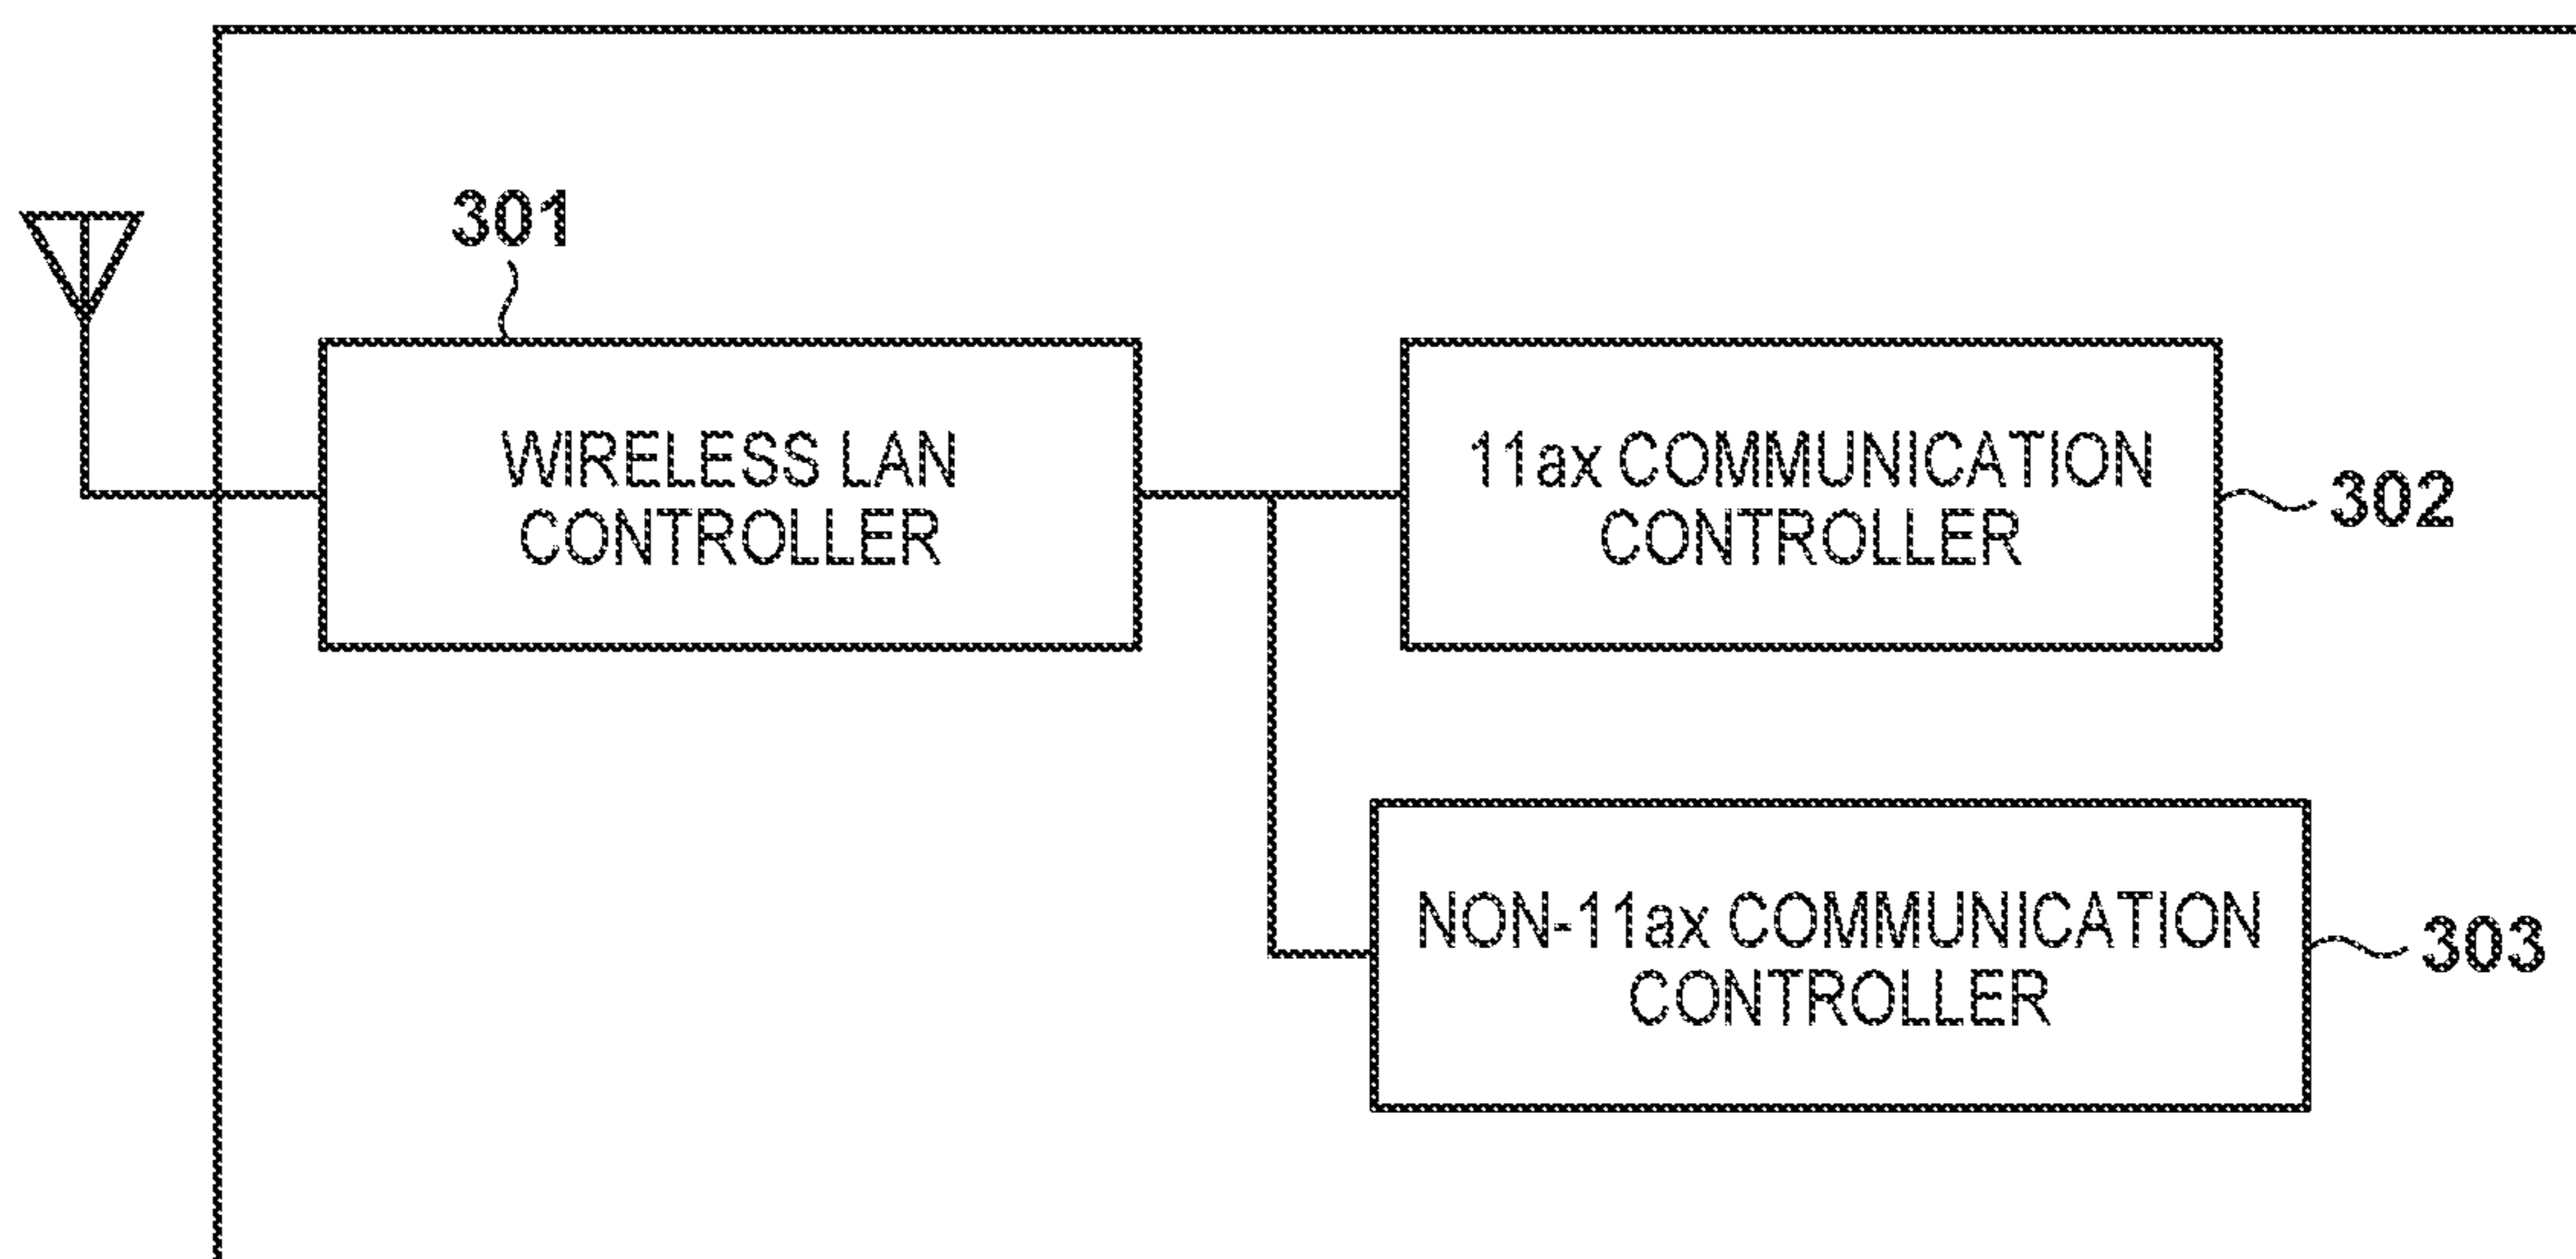 301
WIRELESS LAN
CONTROLLER
11ax COMMUNICATION
CONTROLLER
302
NON-11ax COMMUNICATION
CONTROLLER
303